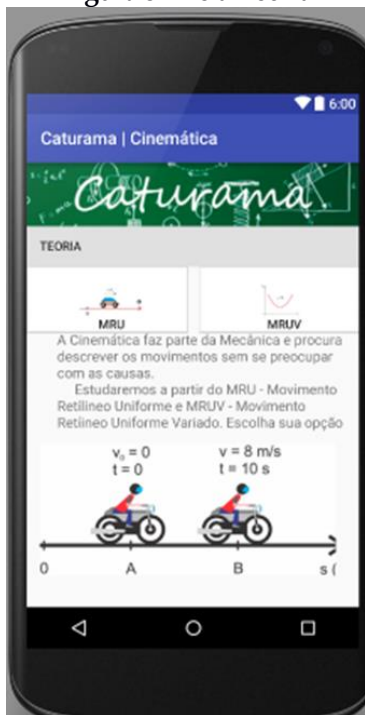 6:00
Caturama | Cinemática
Caturama
TEORIA
MRU
MRUV
A Cinemática faz parte da Mecânica e procura
descrever os movimentos sem se preocupar
com as causas.
Estudaremos a partir do MRU - Movimento
Retilineo Uniforme e MRUV - Movimento
Retiíneo Uniforme Variado. Escolha sua opção
v₀ = 0
t = 0
v = 8 m/s
t = 10 s
0 A B s (